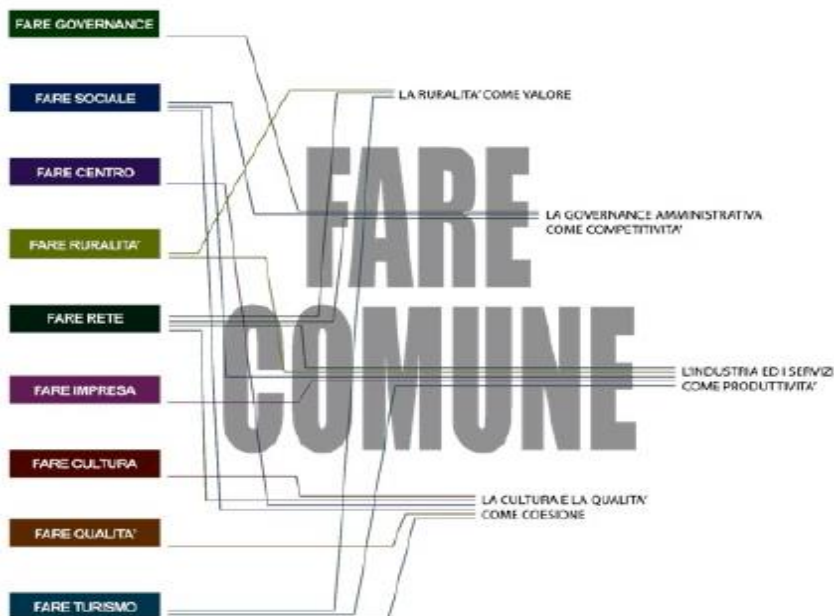 FARE GOVERNANCE
FARE SOCIALE
FARE CENTRO
FARE RURALITA'
FARE RETE
FARE IMPRESA
FARE CULTURA
FARE QUALITA'
FARE TURISMO
FARE
COMUNE
LA RURALITA' COME VALORE
LA GOVERNANCE AMMINISTRATIVA
COME COMPETITIVITA'
L'INDUSTRIA ED I SERVIZI
COME PRODUTTIVITA'
LA CULTURA E LA QUALITA'
COME COESIONE